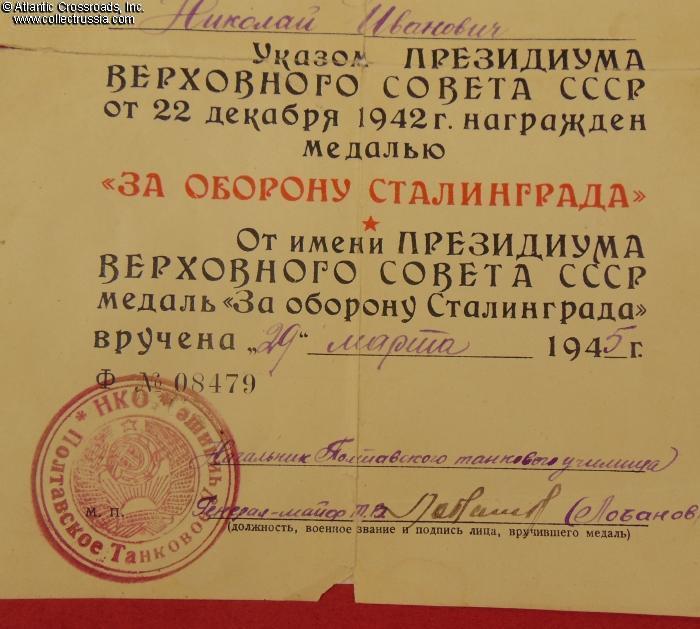 © Atlantic Crossroads, Inc.
www.collectrussia.com
Николай Иванович
Указом ПРЕЗИДИУМА
ВЕРХОВНОГО СОВЕТА СССР
от 22 декабря 1942 г. награжден
медалью
«ЗА ОБОРОНУ СТАЛИНГРАДА»
От имени ПРЕЗИДИУМА
ВЕРХОВНОГО СОВЕТА СССР
медаль «За оборону Сталинграда»
вручена „29“ марта 1945 г.
Ф № 08479
* НКО * Полтавское Танковое Училище
Начальник Полтавского танкового училища
м. п.
Генерал-майор т.в. (Лобанов)
(должность, военное звание и подпись лица, вручившего медаль)